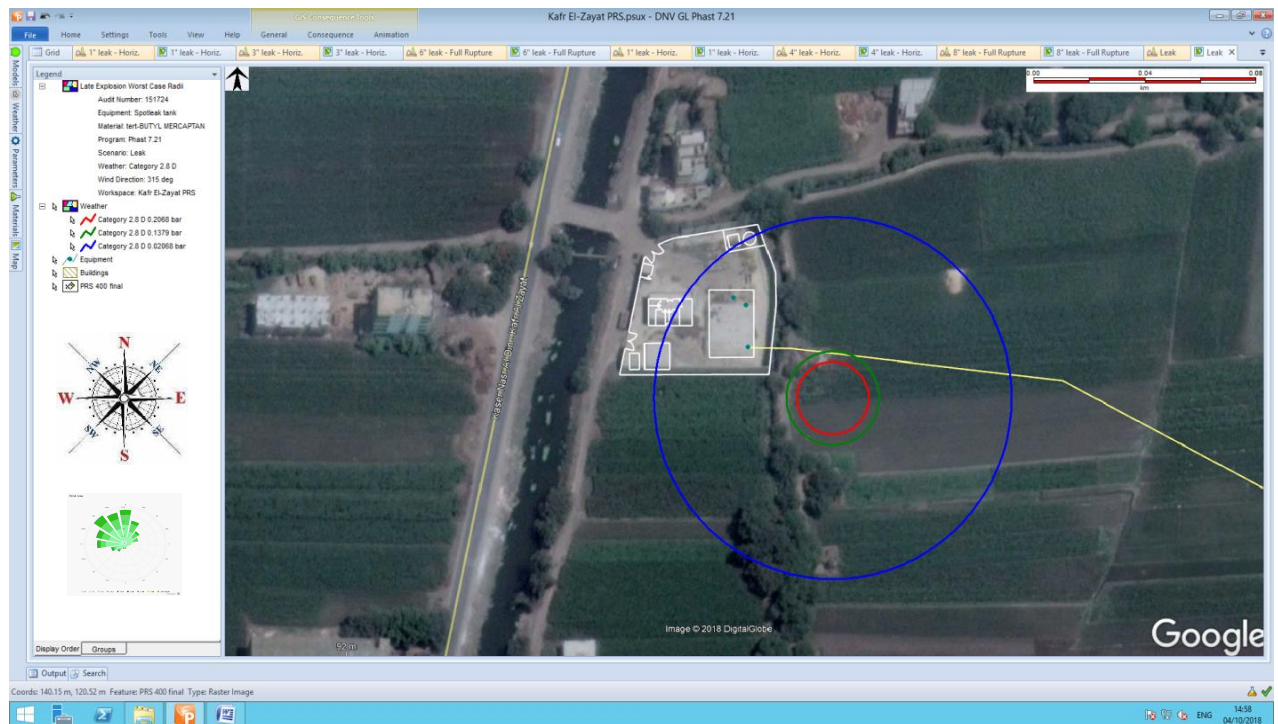 GIS Consequence Tools
Kafr El-Zayat PRS.psux - DNV GL Phast 7.21
File Home Settings Tools View Help General Consequence Animation
Grid 1" leak - Horiz. 1" leak - Horiz. 3" leak - Horiz. 3" leak - Horiz. 6" leak - Full Rupture 6" leak - Full Rupture 1" leak - Horiz. 1" leak - Horiz. 4" leak - Horiz. 4" leak - Horiz. 8" leak - Full Rupture 8" leak - Full Rupture Leak Leak
Models
Weather
Parameters
Materials
Map
Legend
Late Explosion Worst Case Radii
Audit Number: 151724
Equipment: Spotleak tank
Material: tert-BUTYL MERCAPTAN
Program: Phast 7.21
Scenario: Leak
Weather: Category 2.8 D
Wind Direction: 315 deg
Workspace: Kafr El-Zayat PRS
Weather
Category 2.8 D 0.2068 bar
Category 2.8 D 0.1379 bar
Category 2.8 D 0.02068 bar
Equipment
Buildings
PRS 400 final
N
NW NE
W E
SW SE
S
0.00 0.04 0.08
km
92 m
Image © 2018 DigitalGlobe
Google
Display Order Groups
Output Search
Coords: 140.15 m, 120.52 m Feature: PRS 400 final Type: Raster Image
ENG
14:58
04/10/2018